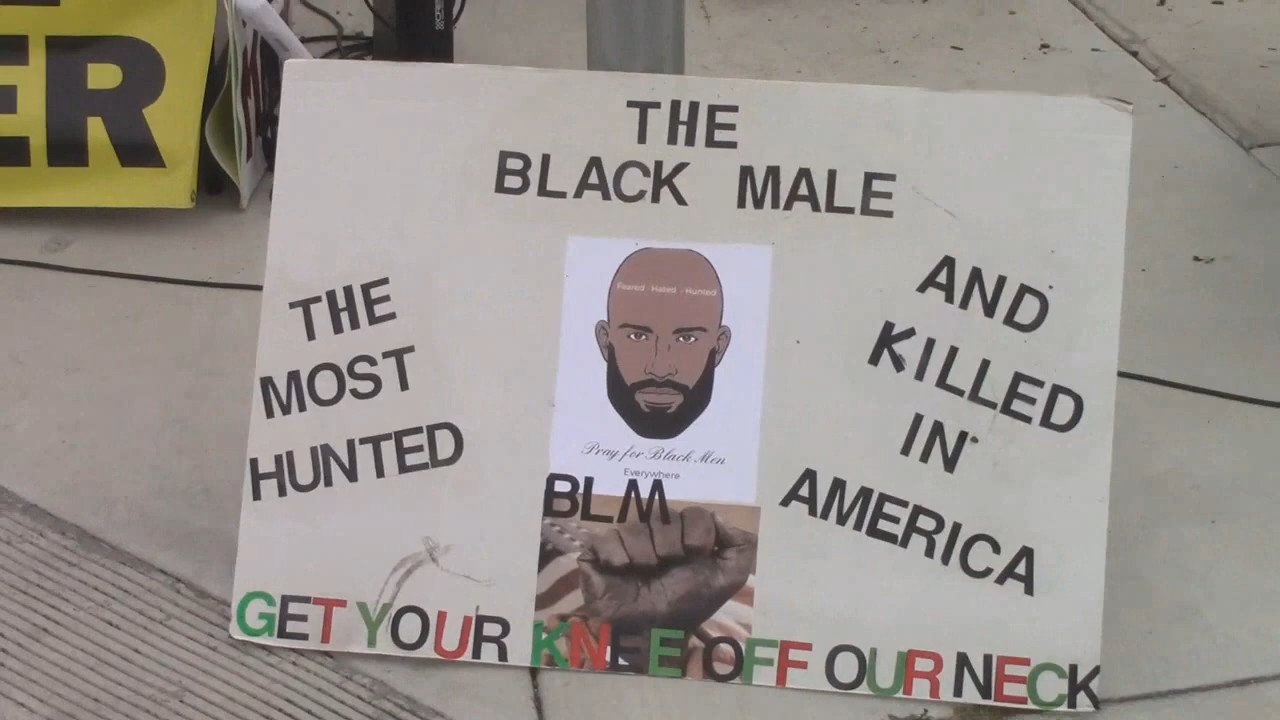 ER
THE
BLACK MALE
THE
MOST
HUNTED
AND
KILLED
IN
AMERICA
Feared - Hated - Hunted
Pray for Black Men
Everywhere
BLM
GET YOUR KNEE OFF OUR NECK